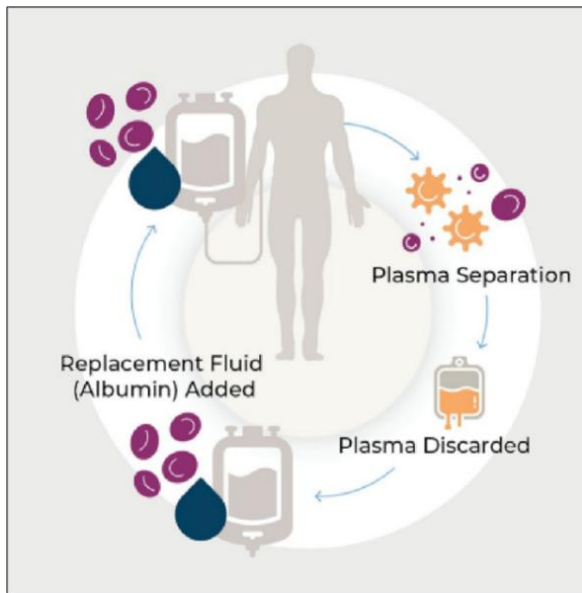 Plasma Separation
Replacement Fluid
(Albumin) Added
Plasma Discarded